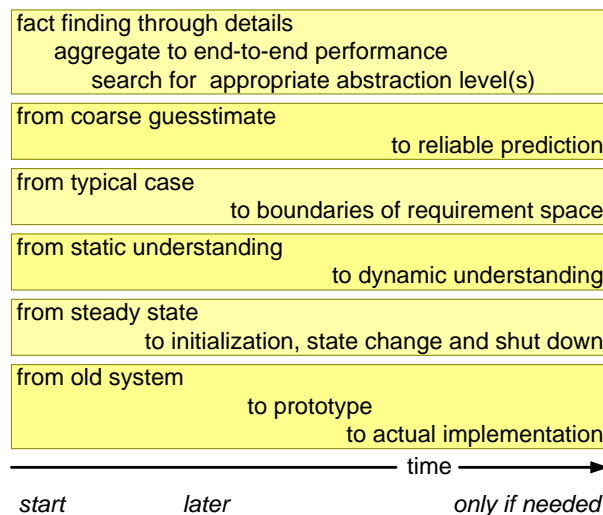 fact finding through details
aggregate to end-to-end performance
search for appropriate abstraction level(s)
from coarse guesstimate
to reliable prediction
from typical case
to boundaries of requirement space
from static understanding
to dynamic understanding
from steady state
to initialization, state change and shut down
from old system
to prototype
to actual implementation
time
start later only if needed